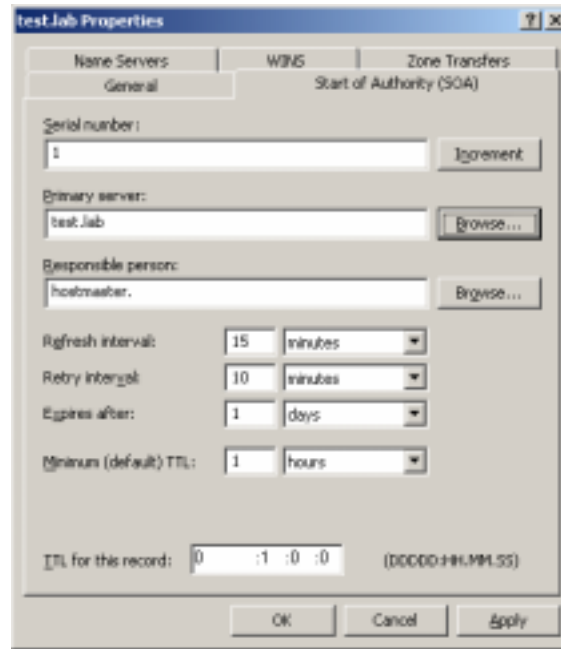 test.lab Properties
Name Servers WINS Zone Transfers
General Start of Authority (SOA)
Serial number:
1 Increment
Primary server:
test.lab Browse...
Responsible person:
hostmaster. Browse...
Refresh interval: 15 minutes
Retry interval: 10 minutes
Expires after: 1 days
Minimum (default) TTL: 1 hours
TTL for this record: 0 :1 :0 :0 (DDDDD:HH.MM.SS)
OK Cancel Apply